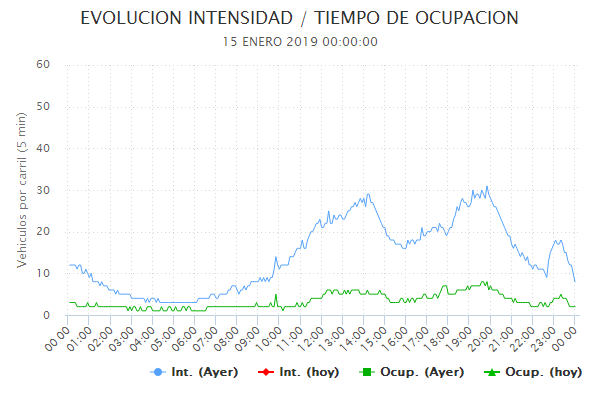 EVOLUCION INTENSIDAD / TIEMPO DE OCUPACION
15 ENERO 2019 00:00:00
Vehículos por carril (5 min)
60
50
40
30
20
10
0
00:00 01:00 02:00 03:00 04:00 05:00 06:00 07:00 08:00 09:00 10:00 11:00 12:00 13:00 14:00 15:00 16:00 17:00 18:00 19:00 20:00 21:00 22:00 23:00 00:00
Int. (Ayer) Int. (hoy) Ocup. (Ayer) Ocup. (hoy)